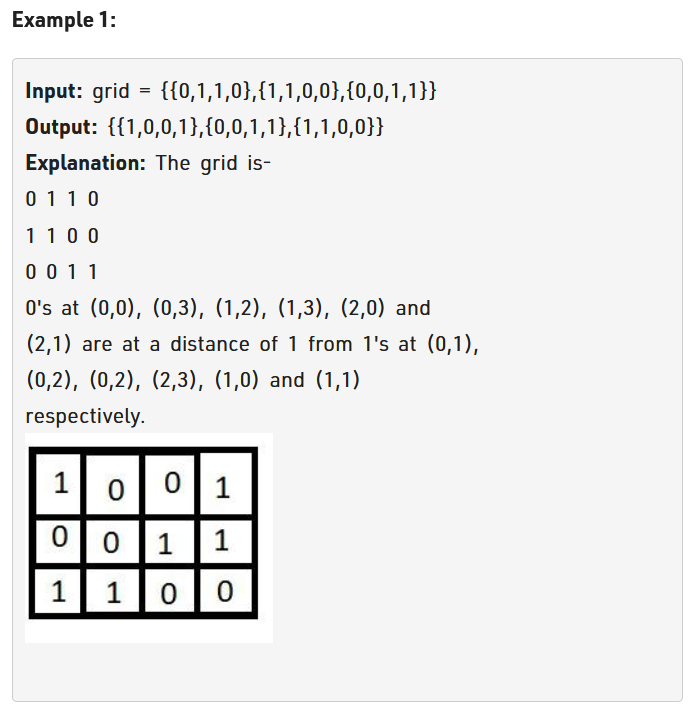 Example 1:
Input: grid = {{0,1,1,0},{1,1,0,0},{0,0,1,1}}
Output: {{1,0,0,1},{0,0,1,1},{1,1,0,0}}
Explanation: The grid is-
0 1 1 0
1 1 0 0
0 0 1 1
0's at (0,0), (0,3), (1,2), (1,3), (2,0) and
(2,1) are at a distance of 1 from 1's at (0,1),
(0,2), (0,2), (2,3), (1,0) and (1,1)
respectively.
1 0 0 1
0 0 1 1
1 1 0 0